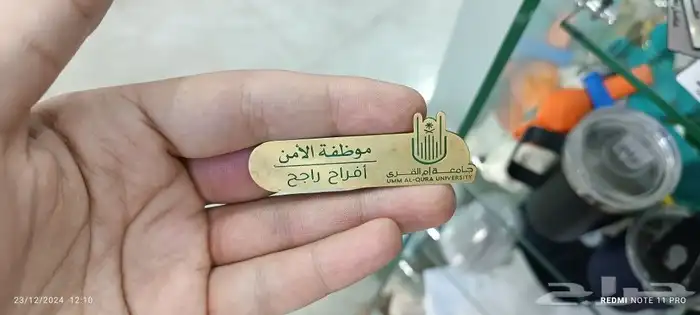 موظفة الأمن
أفراح راجح
جامعة أم القرى
UMM AL-QURA UNIVERSITY
23/12/2024 12:10
حراج
REDMI NOTE 11 PRO